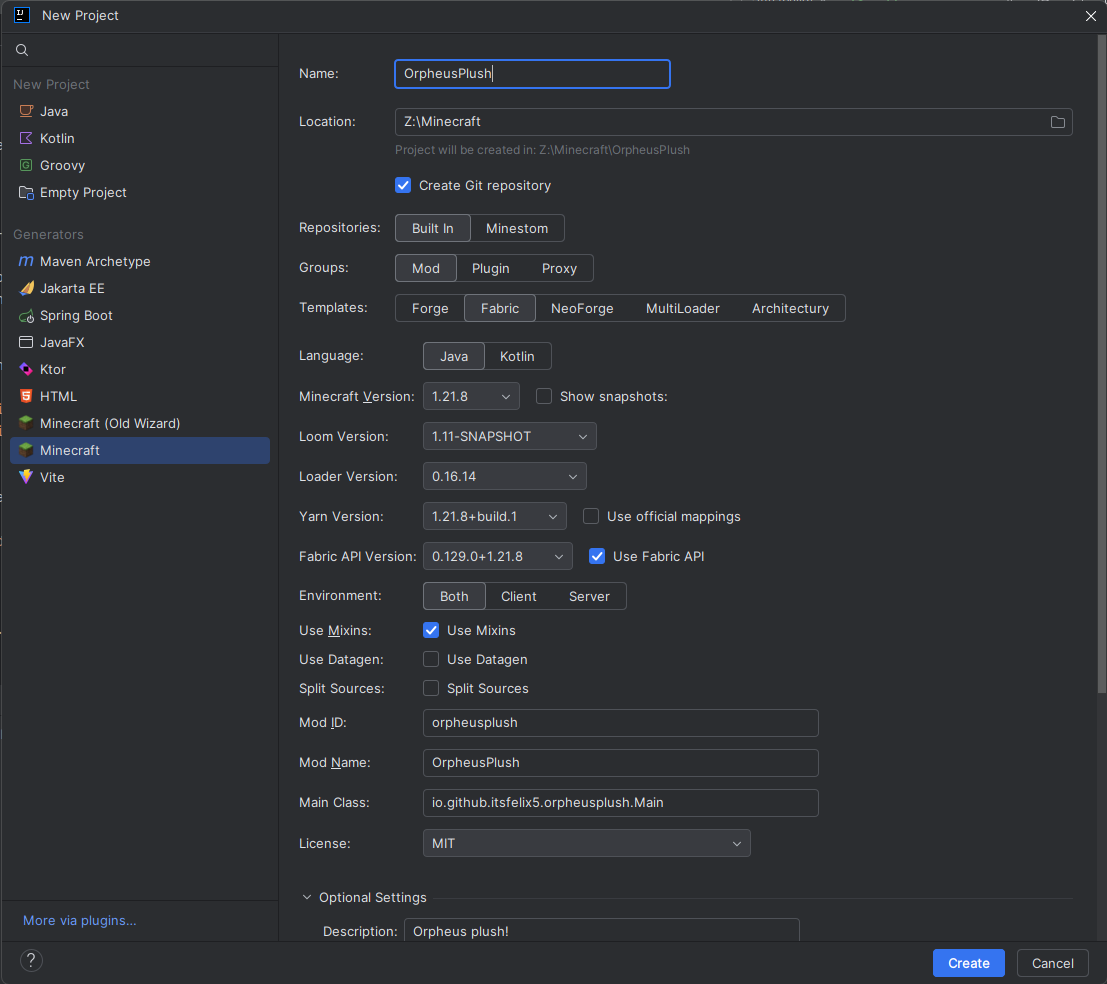 New Project
New Project
Java
Kotlin
Groovy
Empty Project
Generators
Maven Archetype
Jakarta EE
Spring Boot
JavaFX
Ktor
HTML
Minecraft (Old Wizard)
Minecraft
Vite
More via plugins...
Name: OrpheusPlush
Location: Z:\Minecraft
Project will be created in: Z:\Minecraft\OrpheusPlush
Create Git repository
Repositories: Built In Minestom
Groups: Mod Plugin Proxy
Templates: Forge Fabric NeoForge MultiLoader Architectury
Language: Java Kotlin
Minecraft Version: 1.21.8 Show snapshots:
Loom Version: 1.11-SNAPSHOT
Loader Version: 0.16.14
Yarn Version: 1.21.8+build.1 Use official mappings
Fabric API Version: 0.129.0+1.21.8 Use Fabric API
Environment: Both Client Server
Use Mixins: Use Mixins
Use Datagen: Use Datagen
Split Sources: Split Sources
Mod ID: orpheusplush
Mod Name: OrpheusPlush
Main Class: io.github.itsfelix5.orpheusplush.Main
License: MIT
Optional Settings
Description: Orpheus plush!
? Create Cancel